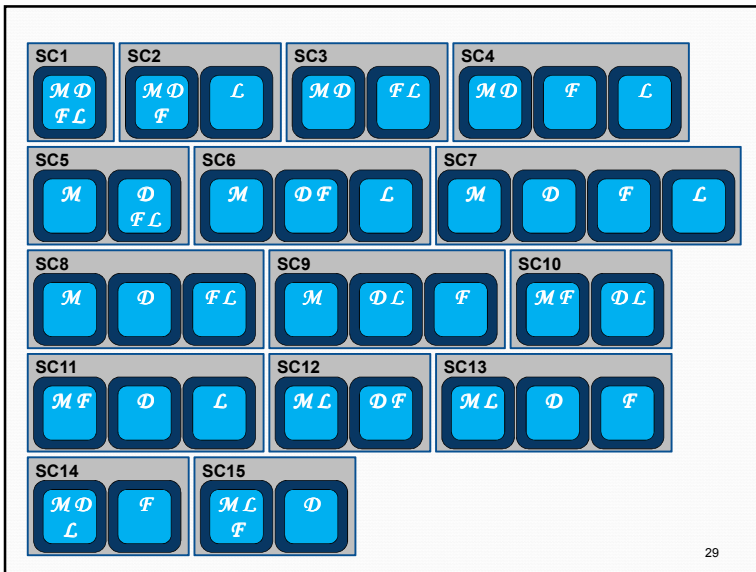 SC1 SC2 SC3 SC4
M D M D L M D F L M D F L
F L F
SC5 SC6 SC7
M D M D F L M D F L
F L
SC8 SC9 SC10
M D F L M D L F M F D L
SC11 SC12 SC13
M F D L M L D F M L D F
SC14 SC15
M D F M L D
L F
29